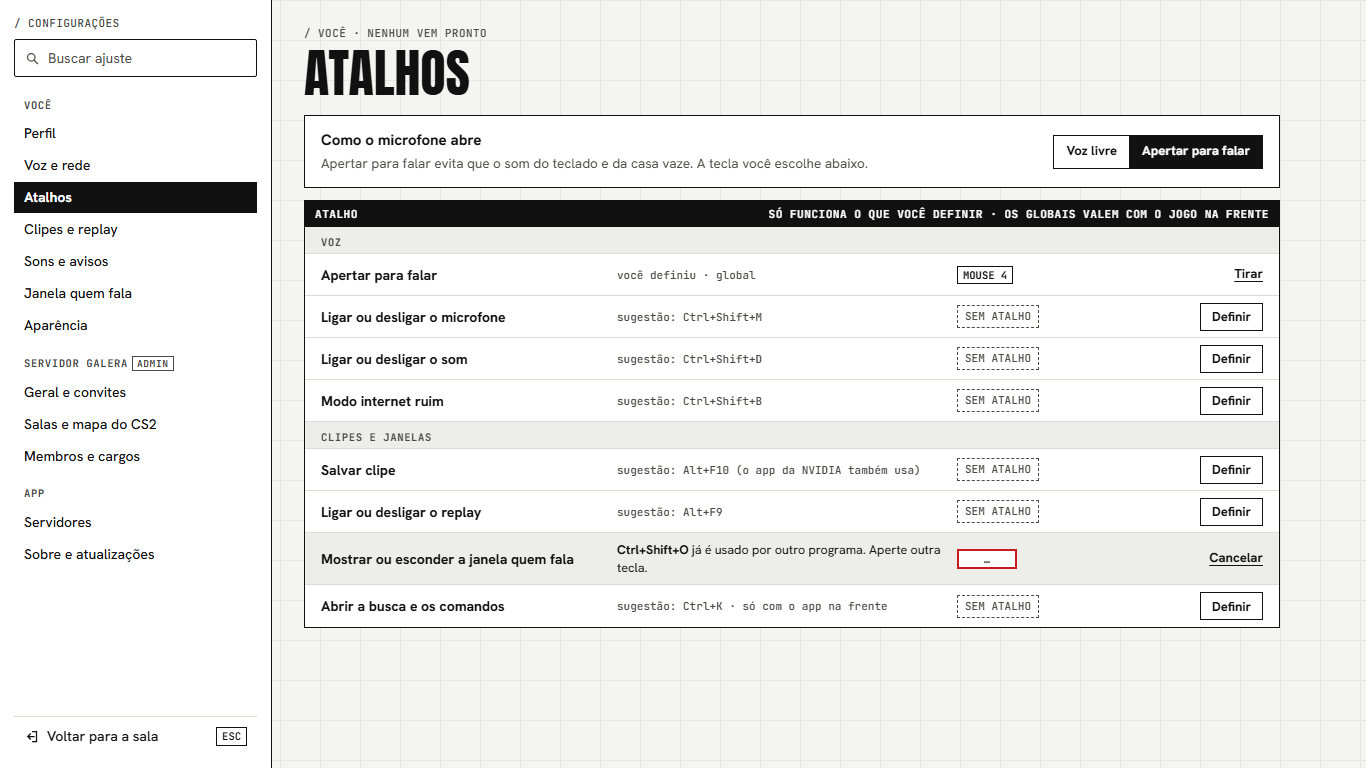 / CONFIGURAÇÕES
Buscar ajuste
VOCÊ
Perfil
Voz e rede
Atalhos
Clipes e replay
Sons e avisos
Janela quem fala
Aparência
SERVIDOR GALERA ADMIN
Geral e convites
Salas e mapa do CS2
Membros e cargos
APP
Servidores
Sobre e atualizações
Voltar para a sala ESC
/ VOCÊ · NENHUM VEM PRONTO
ATALHOS
Como o microfone abre
Apertar para falar evita que o som do teclado e da casa vaze. A tecla você escolhe abaixo.
Voz livre Apertar para falar
ATALHO SÓ FUNCIONA O QUE VOCÊ DEFINIR · OS GLOBAIS VALEM COM O JOGO NA FRENTE
VOZ
Apertar para falar você definiu · global MOUSE 4 Tirar
Ligar ou desligar o microfone sugestão: Ctrl+Shift+M SEM ATALHO Definir
Ligar ou desligar o som sugestão: Ctrl+Shift+D SEM ATALHO Definir
Modo internet ruim sugestão: Ctrl+Shift+B SEM ATALHO Definir
CLIPES E JANELAS
Salvar clipe sugestão: Alt+F10 (o app da NVIDIA também usa) SEM ATALHO Definir
Ligar ou desligar o replay sugestão: Alt+F9 SEM ATALHO Definir
Mostrar ou esconder a janela quem fala Ctrl+Shift+O já é usado por outro programa. Aperte outra
tecla. … Cancelar
Abrir a busca e os comandos sugestão: Ctrl+K · só com o app na frente SEM ATALHO Definir